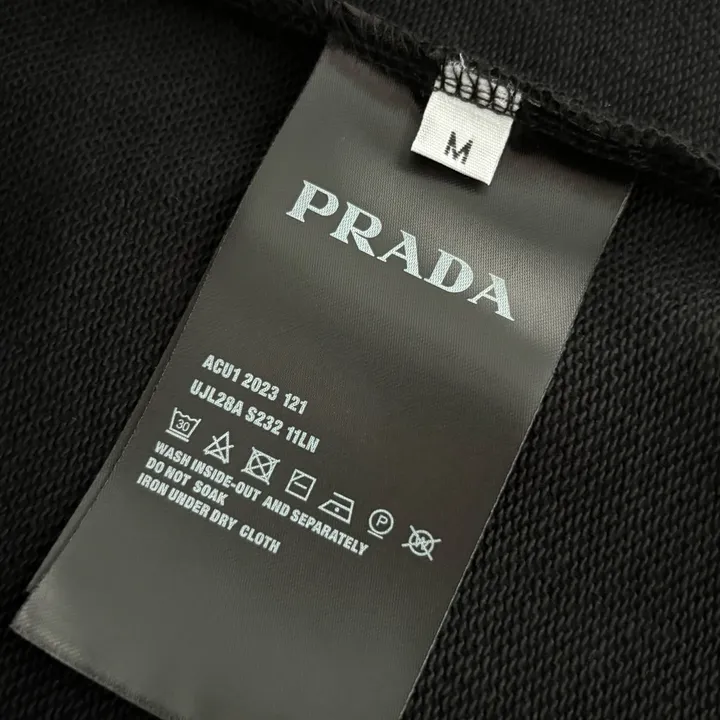 M
PRADA
ACU1 2023 121
UJL28A S232 11LN
30
P
W
WASH INSIDE-OUT AND SEPARATELY
DO NOT SOAK
IRON UNDER DRY CLOTH